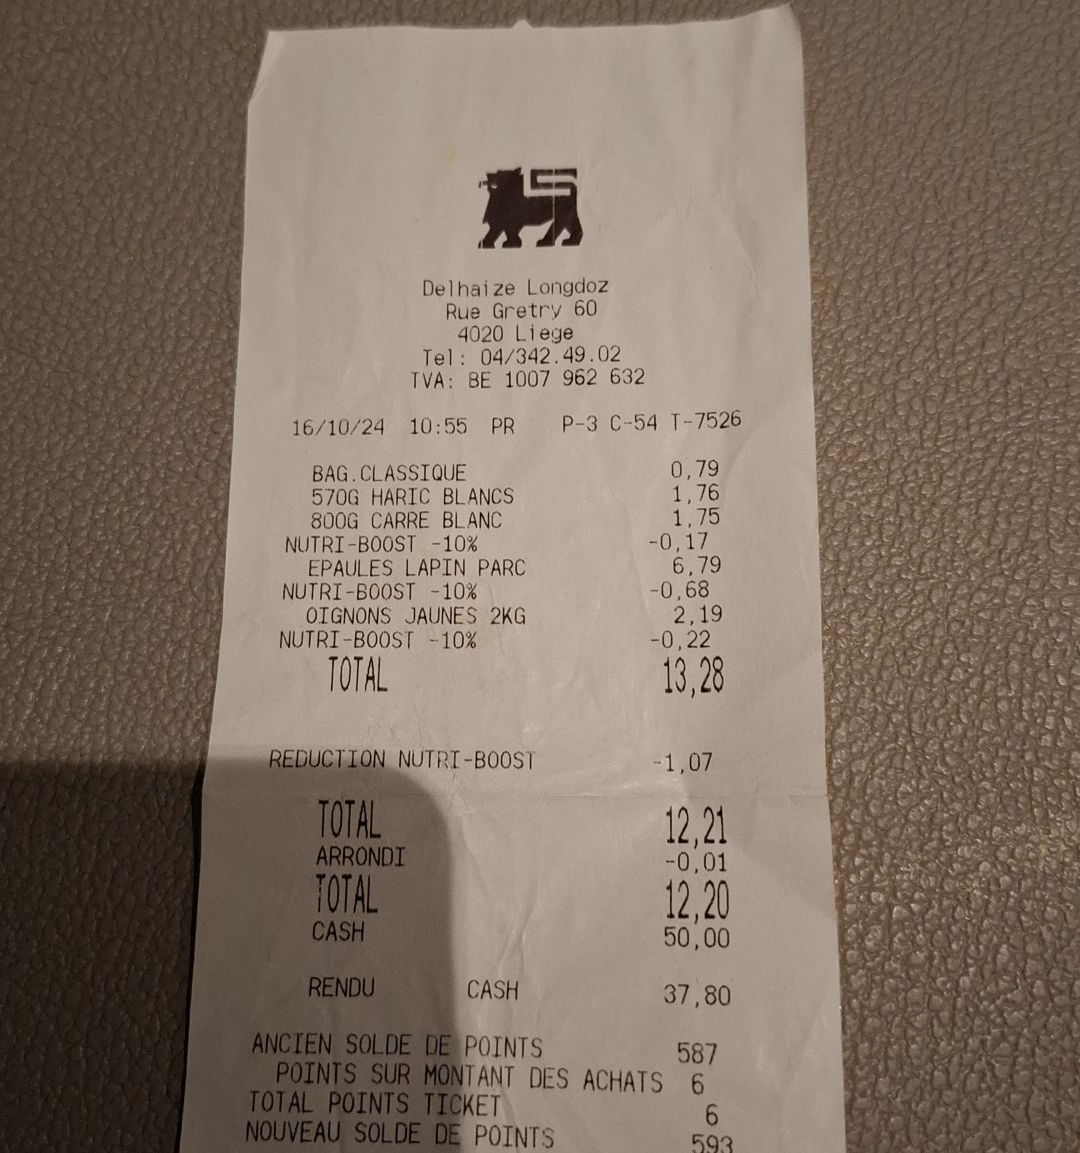 Delhaize Longdoz
Rue Gretry 60
4020 Liege
Tel: 04/342.49.02
TVA: BE 1007 962 632
16/10/24 10:55 PR P-3 C-54 T-7526
BAG.CLASSIQUE 0,79
570G HARIC BLANCS 1,76
800G CARRE BLANC 1,75
NUTRI-BOOST -10% -0,17
EPAULES LAPIN PARC 6,79
NUTRI-BOOST -10% -0,68
OIGNONS JAUNES 2KG 2,19
NUTRI-BOOST -10% -0,22
TOTAL 13,28
REDUCTION NUTRI-BOOST -1,07
TOTAL 12,21
ARRONDI -0,01
TOTAL 12,20
CASH 50,00
RENDU CASH 37,80
ANCIEN SOLDE DE POINTS 587
POINTS SUR MONTANT DES ACHATS 6
TOTAL POINTS TICKET 6
NOUVEAU SOLDE DE POINTS 593